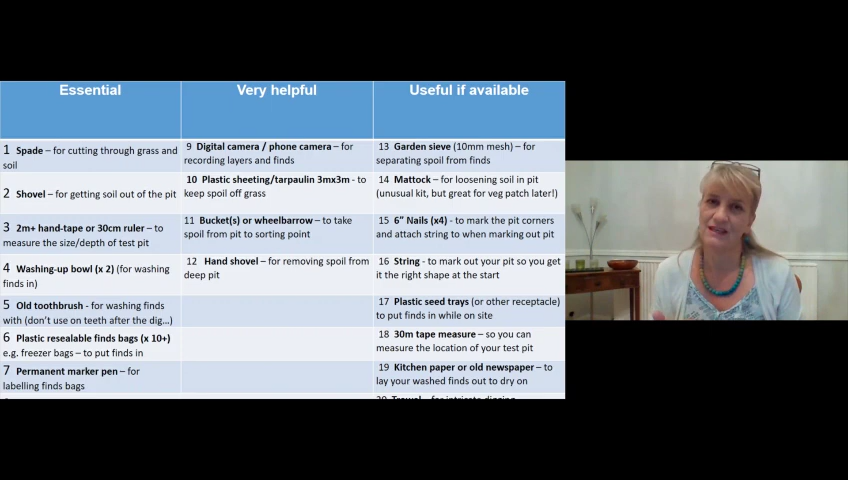 Essential
Very helpful
Useful if available
1 Spade – for cutting through grass and
soil
2 Shovel – for getting soil out of the pit
3 2m+ hand-tape or 30cm ruler – to
measure the size/depth of test pit
4 Washing-up bowl (x 2) (for washing
finds in)
5 Old toothbrush - for washing finds
with (don't use on teeth after the dig...)
6 Plastic resealable finds bags (x 10+)
e.g. freezer bags – to put finds in
7 Permanent marker pen – for
labelling finds bags
9 Digital camera / phone camera – for
recording layers and finds
10 Plastic sheeting/tarpaulin 3mx3m - to
keep spoil off grass
11 Bucket(s) or wheelbarrow – to take
spoil from pit to sorting point
12 Hand shovel – for removing spoil from
deep pit
13 Garden sieve (10mm mesh) – for
separating spoil from finds
14 Mattock – for loosening soil in pit
(unusual kit, but great for veg patch later!)
15 6" Nails (x4) - to mark the pit corners
and attach string to when marking out pit
16 String - to mark out your pit so you get
it the right shape at the start
17 Plastic seed trays (or other receptacle)
to put finds in while on site
18 30m tape measure – so you can
measure the location of your test pit
19 Kitchen paper or old newspaper – to
lay your washed finds out to dry on
20 Trowel – for intricate digging